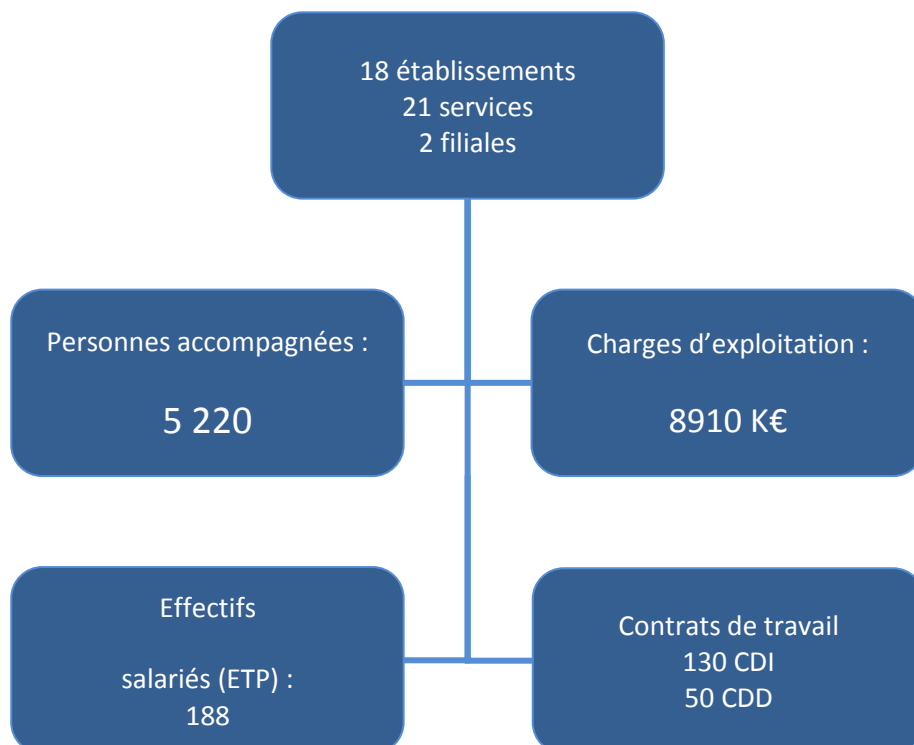 18 établissements
21 services
2 filiales
Personnes accompagnées :
5 220
Charges d’exploitation :
8910 K€
Effectifs
salariés (ETP) :
188
Contrats de travail
130 CDI
50 CDD